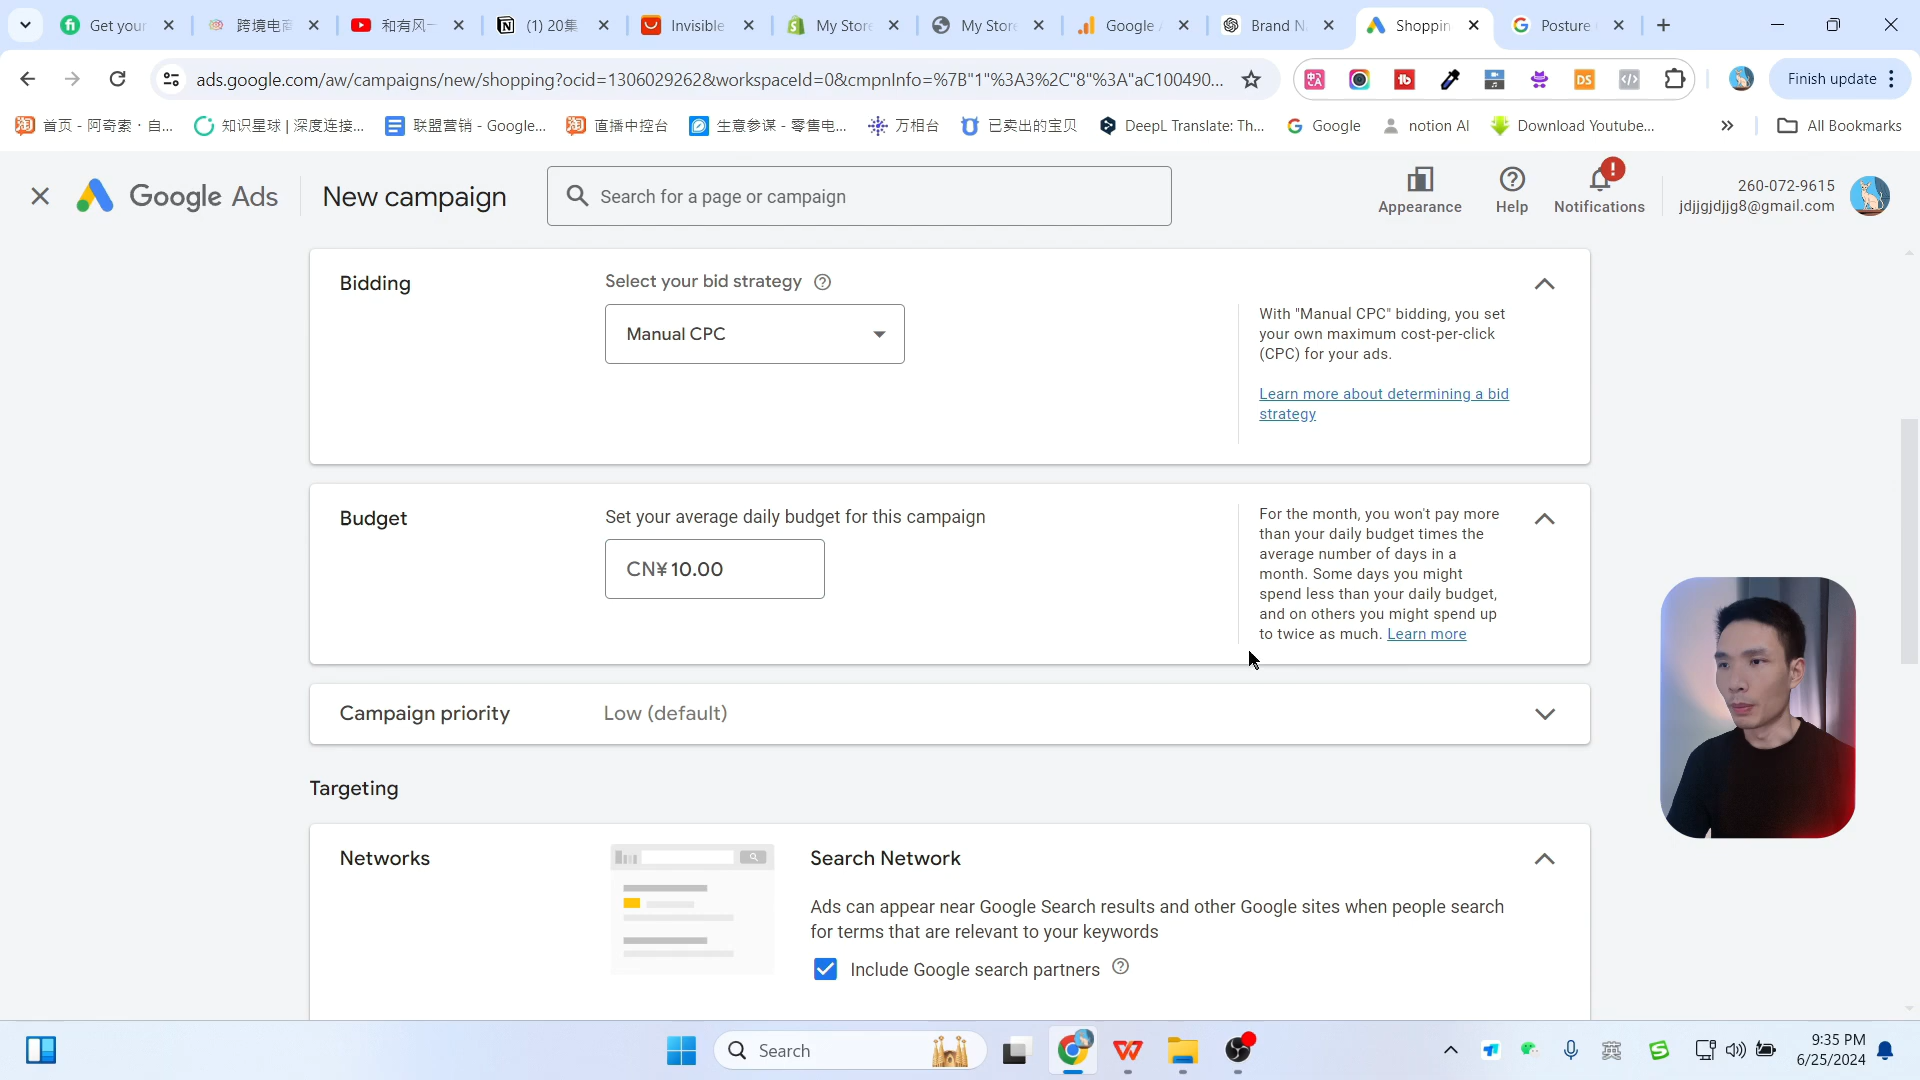 Get your
跨境电商
和有风一
(1) 20集
Invisible
My Store
My Store
Google A
Brand N
Shoppin
Posture
ads.google.com/aw/campaigns/new/shopping?ocid=1306029262&workspaceId=0&cmpnInfo=%7B"1"%3A3%2C"8"%3A"aC100490...
Finish update
首页 - 阿奇索 · 自...
知识星球 | 深度连接...
联盟营销 - Google...
直播中控台
生意参谋 - 零售电...
万相台
已卖出的宝贝
DeepL Translate: Th...
Google
notion AI
Download Youtube...
All Bookmarks
Google Ads
New campaign
Search for a page or campaign
Appearance
Help
Notifications
260-072-9615
jdjjgjdjjg8@gmail.com
Bidding
Select your bid strategy
Manual CPC
With "Manual CPC" bidding, you set
your own maximum cost-per-click
(CPC) for your ads.
Learn more about determining a bid
strategy
Budget
Set your average daily budget for this campaign
CN¥ 10.00
For the month, you won't pay more
than your daily budget times the
average number of days in a
month. Some days you might
spend less than your daily budget,
and on others you might spend up
to twice as much. Learn more
Campaign priority
Low (default)
Targeting
Networks
Search Network
Ads can appear near Google Search results and other Google sites when people search
for terms that are relevant to your keywords
Include Google search partners
Search
英
9:35 PM
6/25/2024